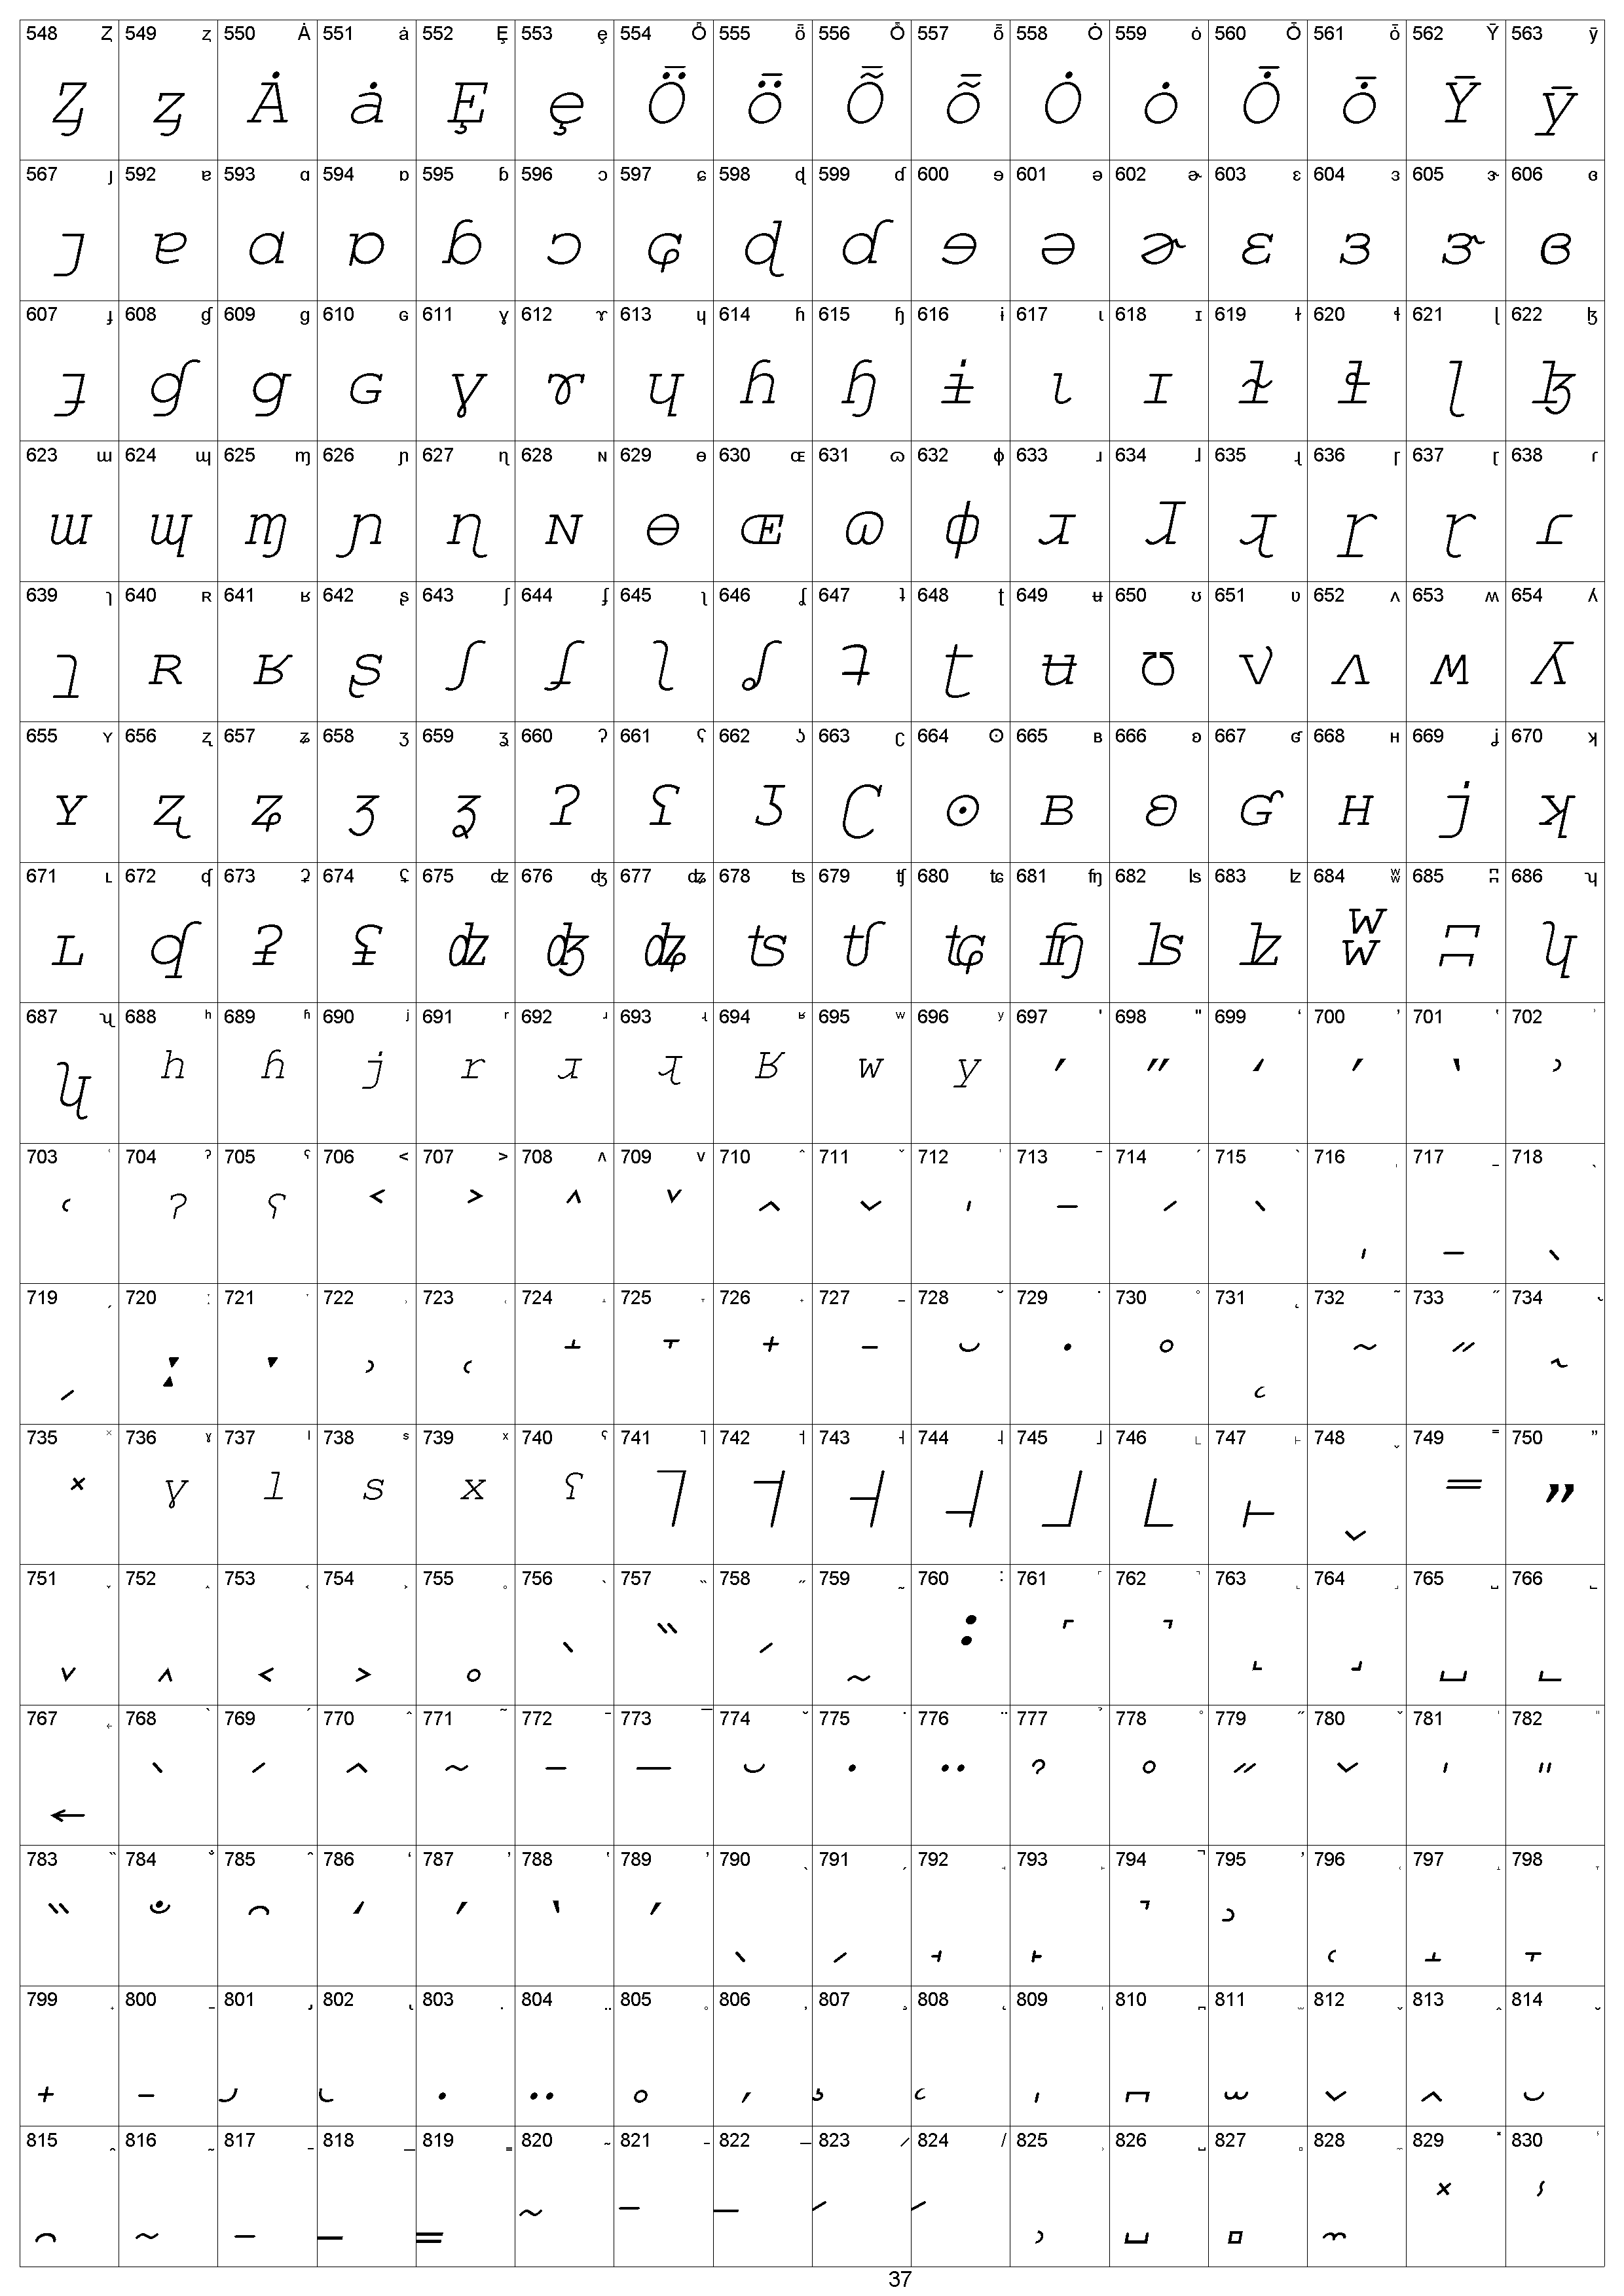 548 Ȥ 549 ȥ 550 Ȧ 551 ȧ 552 Ȩ 553 ȩ 554 Ȫ 555 ȫ 556 Ȭ 557 ȭ 558 Ȯ 559 ȯ 560 Ȱ 561 ȱ 562 Ȳ 563 ȳ
Ȥ ȥ Ȧ ȧ Ȩ ȩ Ȫ ȫ Ȭ ȭ Ȯ ȯ Ȱ ȱ Ȳ ȳ
567 ȷ 592 ɐ 593 ɑ 594 ɒ 595 ɓ 596 ɔ 597 ɕ 598 ɖ 599 ɗ 600 ɘ 601 ə 602 ɚ 603 ɛ 604 ɜ 605 ɝ 606 ɞ
ȷ ɐ ɑ ɒ ɓ ɔ ɕ ɖ ɗ ɘ ə ɚ ɛ ɜ ɝ ɞ
607 ɟ 608 ɠ 609 ɡ 610 ɢ 611 ɣ 612 ɤ 613 ɥ 614 ɦ 615 ɧ 616 ɨ 617 ɩ 618 ɪ 619 ɫ 620 ɬ 621 ɭ 622 ɮ
ɟ ɠ ɡ ɢ ɣ ɤ ɥ ɦ ɧ ɨ ɩ ɪ ɫ ɬ ɭ ɮ
623 ɯ 624 ɰ 625 ɱ 626 ɲ 627 ɳ 628 ɴ 629 ɵ 630 ɶ 631 ɷ 632 ɸ 633 ɹ 634 ɺ 635 ɻ 636 ɼ 637 ɽ 638 ɾ
ɯ ɰ ɱ ɲ ɳ ɴ ɵ ɶ ɷ ɸ ɹ ɺ ɻ ɼ ɽ ɾ
639 ɿ 640 ʀ 641 ʁ 642 ʂ 643 ʃ 644 ʄ 645 ʅ 646 ʆ 647 ʇ 648 ʈ 649 ʉ 650 ʊ 651 ʋ 652 ʌ 653 ʍ 654 ʎ
ɿ ʀ ʁ ʂ ʃ ʄ ʅ ʆ ʇ ʈ ʉ ʊ ʋ ʌ ʍ ʎ
655 ʏ 656 ʐ 657 ʑ 658 ʒ 659 ʓ 660 ʔ 661 ʕ 662 ʖ 663 ʗ 664 ʘ 665 ʙ 666 ʚ 667 ʛ 668 ʜ 669 ʝ 670 ʞ
ʏ ʐ ʑ ʒ ʓ ʔ ʕ ʖ ʗ ʘ ʙ ʚ ʛ ʜ ʝ ʞ
671 ʟ 672 ʠ 673 ʡ 674 ʢ 675 ʣ 676 ʤ 677 ʥ 678 ʦ 679 ʧ 680 ʨ 681 ʩ 682 ʪ 683 ʫ 684 ʬ 685 ʭ 686 ʮ
ʟ ʠ ʡ ʢ ʣ ʤ ʥ ʦ ʧ ʨ ʩ ʪ ʫ ʬ ʭ ʮ
687 ʯ 688 ʰ 689 ʱ 690 ʲ 691 ʳ 692 ʴ 693 ʵ 694 ʶ 695 ʷ 696 ʸ 697 ʹ 698 ʺ 699 ʻ 700 ʼ 701 ʽ 702 ʾ
ʯ ʰ ʱ ʲ ʳ ʴ ʵ ʶ ʷ ʸ ʹ ʺ ʻ ʼ ʽ ʾ
703 ʿ 704 ˀ 705 ˁ 706 ˂ 707 ˃ 708 ˄ 709 ˅ 710 ˆ 711 ˇ 712 ˈ 713 ˉ 714 ˊ 715 ˋ 716 ˌ 717 ˍ 718 ˎ
ʿ ˀ ˁ ˂ ˃ ˄ ˅ ˆ ˇ ˈ ˉ ˊ ˋ ˌ ˍ ˎ
719 ˏ 720 ː 721 ˑ 722 ˒ 723 ˓ 724 ˔ 725 ˕ 726 ˖ 727 ˗ 728 ˘ 729 ˙ 730 ˚ 731 ˛ 732 ˜ 733 ˝ 734 ˞
ˏ ː ˑ ˒ ˓ ˔ ˕ ˖ ˗ ˘ ˙ ˚ ˛ ˜ ˝ ˞
735 ˟ 736 ˠ 737 ˡ 738 ˢ 739 ˣ 740 ˤ 741 ˥ 742 ˦ 743 ˧ 744 ˨ 745 ˩ 746 ˪ 747 ˫ 748 ˬ 749 ˭ 750 ˮ
˟ ˠ ˡ ˢ ˣ ˤ ˥ ˦ ˧ ˨ ˩ ˪ ˫ ˬ ˭ ˮ
751 ˯ 752 ˰ 753 ˱ 754 ˲ 755 ˳ 756 ˴ 757 ˵ 758 ˶ 759 ˷ 760 ˸ 761 ˹ 762 ˺ 763 ˻ 764 ˼ 765 ˽ 766 ˾
˯ ˰ ˱ ˲ ˳ ˴ ˵ ˶ ˷ ˸ ˹ ˺ ˻ ˼ ˽ ˾
767 ˿ 768 ̀ 769 ́ 770 ̂ 771 ̃ 772 ̄ 773 ̅ 774 ̆ 775 ̇ 776 ̈ 777 ̉ 778 ̊ 779 ̋ 780 ̌ 781 ̍ 782 ̎
˿ ̀ ́ ̂ ̃ ̄ ̅ ̆ ̇ ̈ ̉ ̊ ̋ ̌ ̍ ̎
783 ̏ 784 ̐ 785 ̑ 786 ̒ 787 ̓ 788 ̔ 789 ̕ 790 ̖ 791 ̗ 792 ̘ 793 ̙ 794 ̚ 795 ̛ 796 ̜ 797 ̝ 798 ̞
̏ ̐ ̑ ̒ ̓ ̔ ̕ ̖ ̗ ̘ ̙ ̚ ̛ ̜ ̝ ̞
799 ̟ 800 ̠ 801 ̡ 802 ̢ 803 ̣ 804 ̤ 805 ̥ 806 ̦ 807 ̧ 808 ̨ 809 ̩ 810 ̪ 811 ̫ 812 ̬ 813 ̭ 814 ̮
̟ ̠ ̡ ̢ ̣ ̤ ̥ ̦ ̧ ̨ ̩ ̪ ̫ ̬ ̭ ̮
815 ̯ 816 ̰ 817 ̱ 818 ̲ 819 ̳ 820 ̴ 821 ̵ 822 ̶ 823 ̷ 824 ̸ 825 ̹ 826 ̺ 827 ̻ 828 ̼ 829 ̽ 830 ̾
̯ ̰ ̱ ̲ ̳ ̴ ̵ ̶ ̷ ̸ ̹ ̺ ̻ ̼ ̽ ̾
37